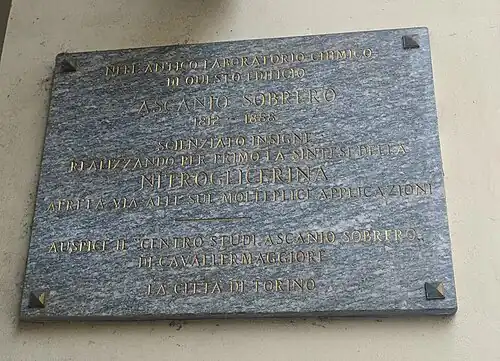 NELL'ANTICO LABORATORIO CHIMICO
DI QUESTO EDIFICIO
ASCANIO SOBRERO
1812 - 1888
SCIENZIATO INSIGNE
REALIZZANDO PER PRIMO LA SINTESI DELLA
NITROGLICERINA
APRÌ LA VIA ALLE SUE MOLTEPLICI APPLICAZIONI
AUSPICE IL "CENTRO STUDI ASCANIO SOBRERO„
DI CAVALLERMAGGIORE
LA CITTÀ DI TORINO